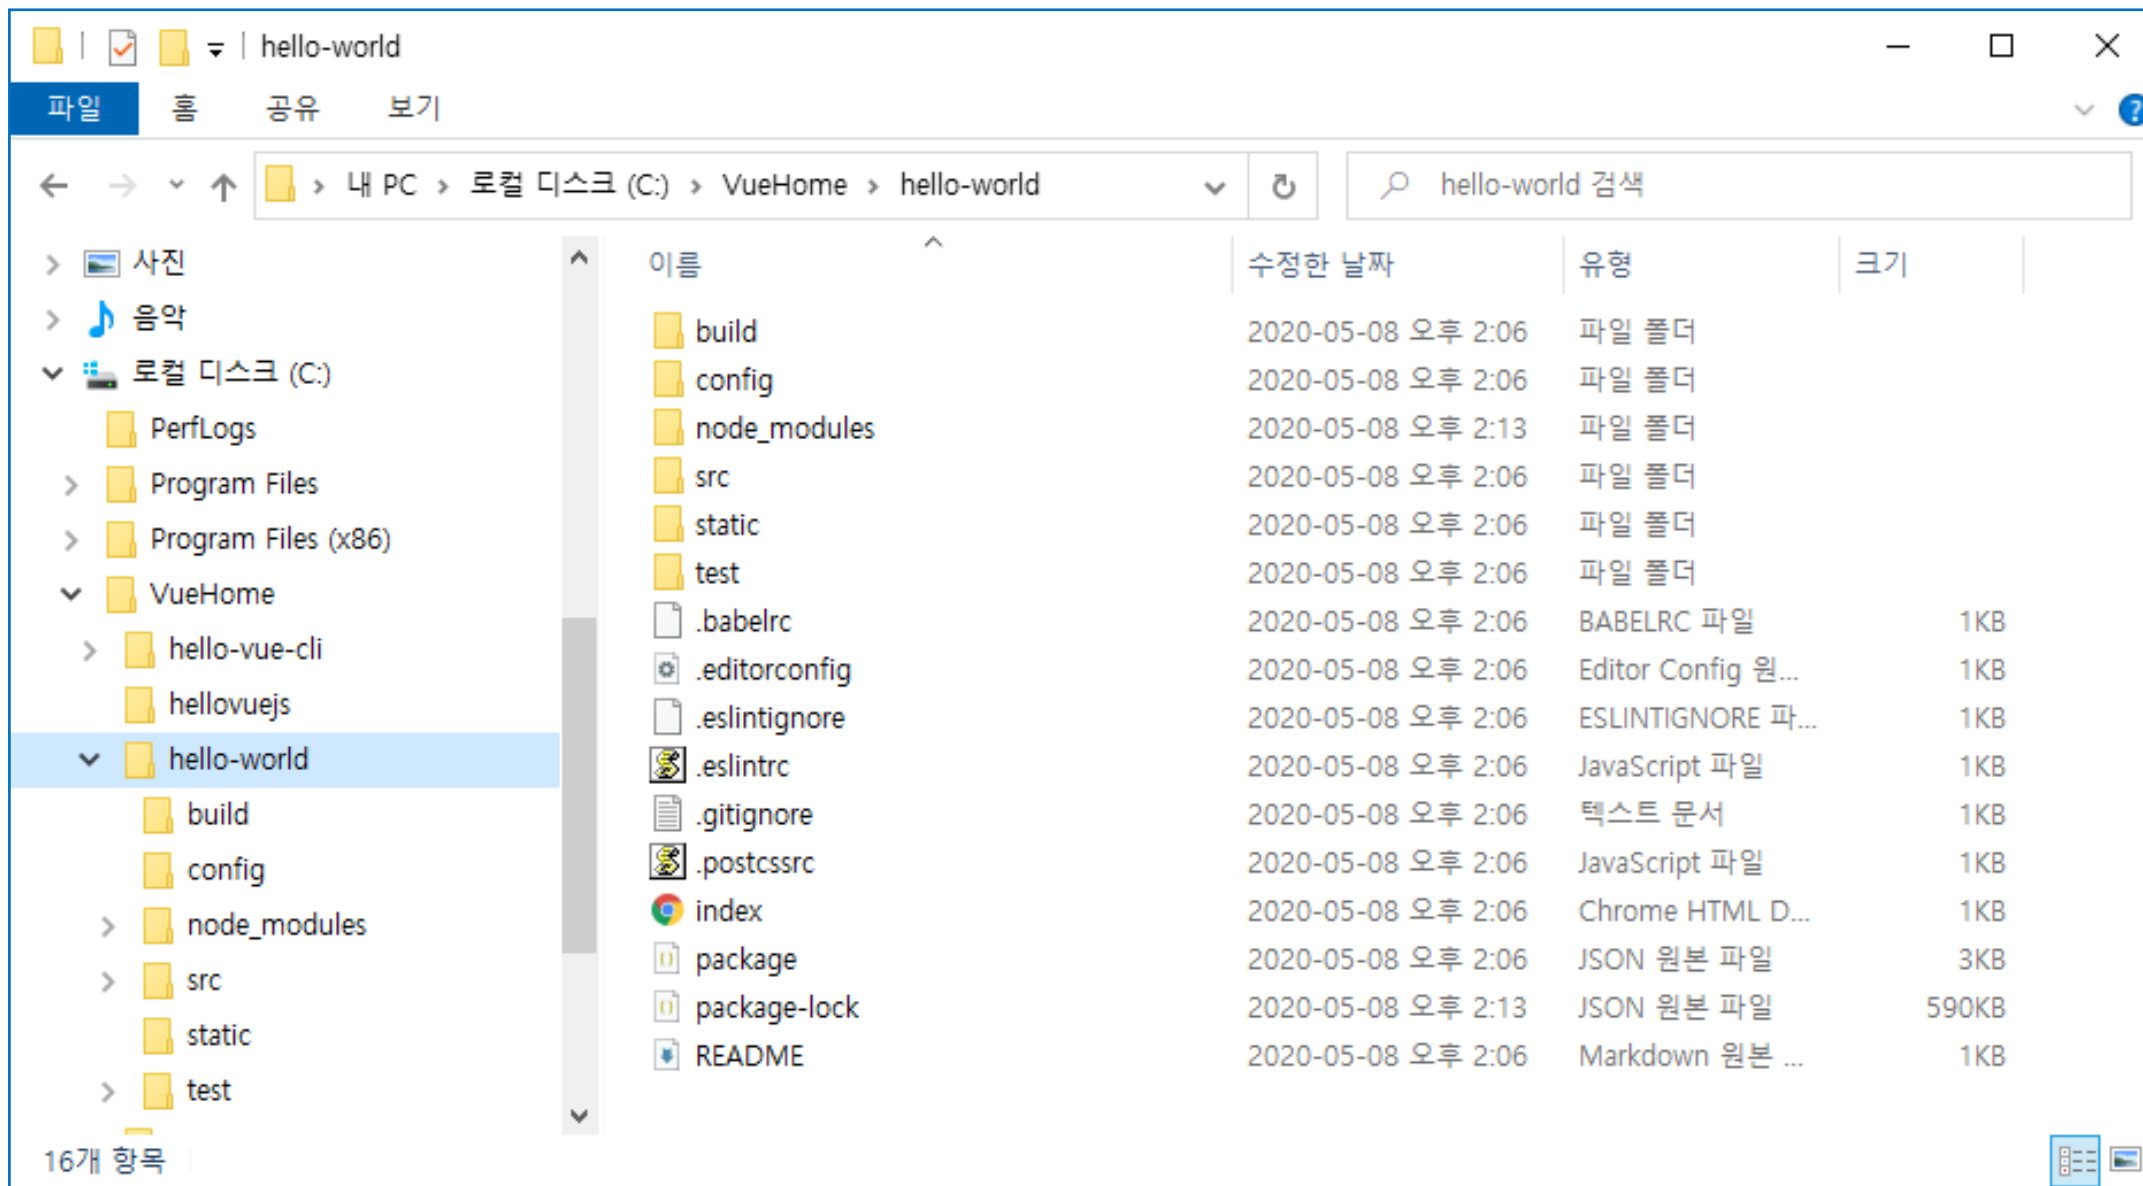 hello-world
파일 홈 공유 보기
내 PC 로컬 디스크 (C:) VueHome hello-world
hello-world 검색
사진
음악
로컬 디스크 (C:)
PerfLogs
Program Files
Program Files (x86)
VueHome
hello-vue-cli
hellovuejs
hello-world
build
config
node_modules
src
static
test
이름 수정한 날짜 유형 크기
build 2020-05-08 오후 2:06 파일 폴더
config 2020-05-08 오후 2:06 파일 폴더
node_modules 2020-05-08 오후 2:13 파일 폴더
src 2020-05-08 오후 2:06 파일 폴더
static 2020-05-08 오후 2:06 파일 폴더
test 2020-05-08 오후 2:06 파일 폴더
.babelrc 2020-05-08 오후 2:06 BABELRC 파일 1KB
.editorconfig 2020-05-08 오후 2:06 Editor Config 원... 1KB
.eslintignore 2020-05-08 오후 2:06 ESLINTIGNORE 파... 1KB
.eslintrc 2020-05-08 오후 2:06 JavaScript 파일 1KB
.gitignore 2020-05-08 오후 2:06 텍스트 문서 1KB
.postcssrc 2020-05-08 오후 2:06 JavaScript 파일 1KB
index 2020-05-08 오후 2:06 Chrome HTML D... 1KB
package 2020-05-08 오후 2:06 JSON 원본 파일 3KB
package-lock 2020-05-08 오후 2:13 JSON 원본 파일 590KB
README 2020-05-08 오후 2:06 Markdown 원본 ... 1KB
16개 항목